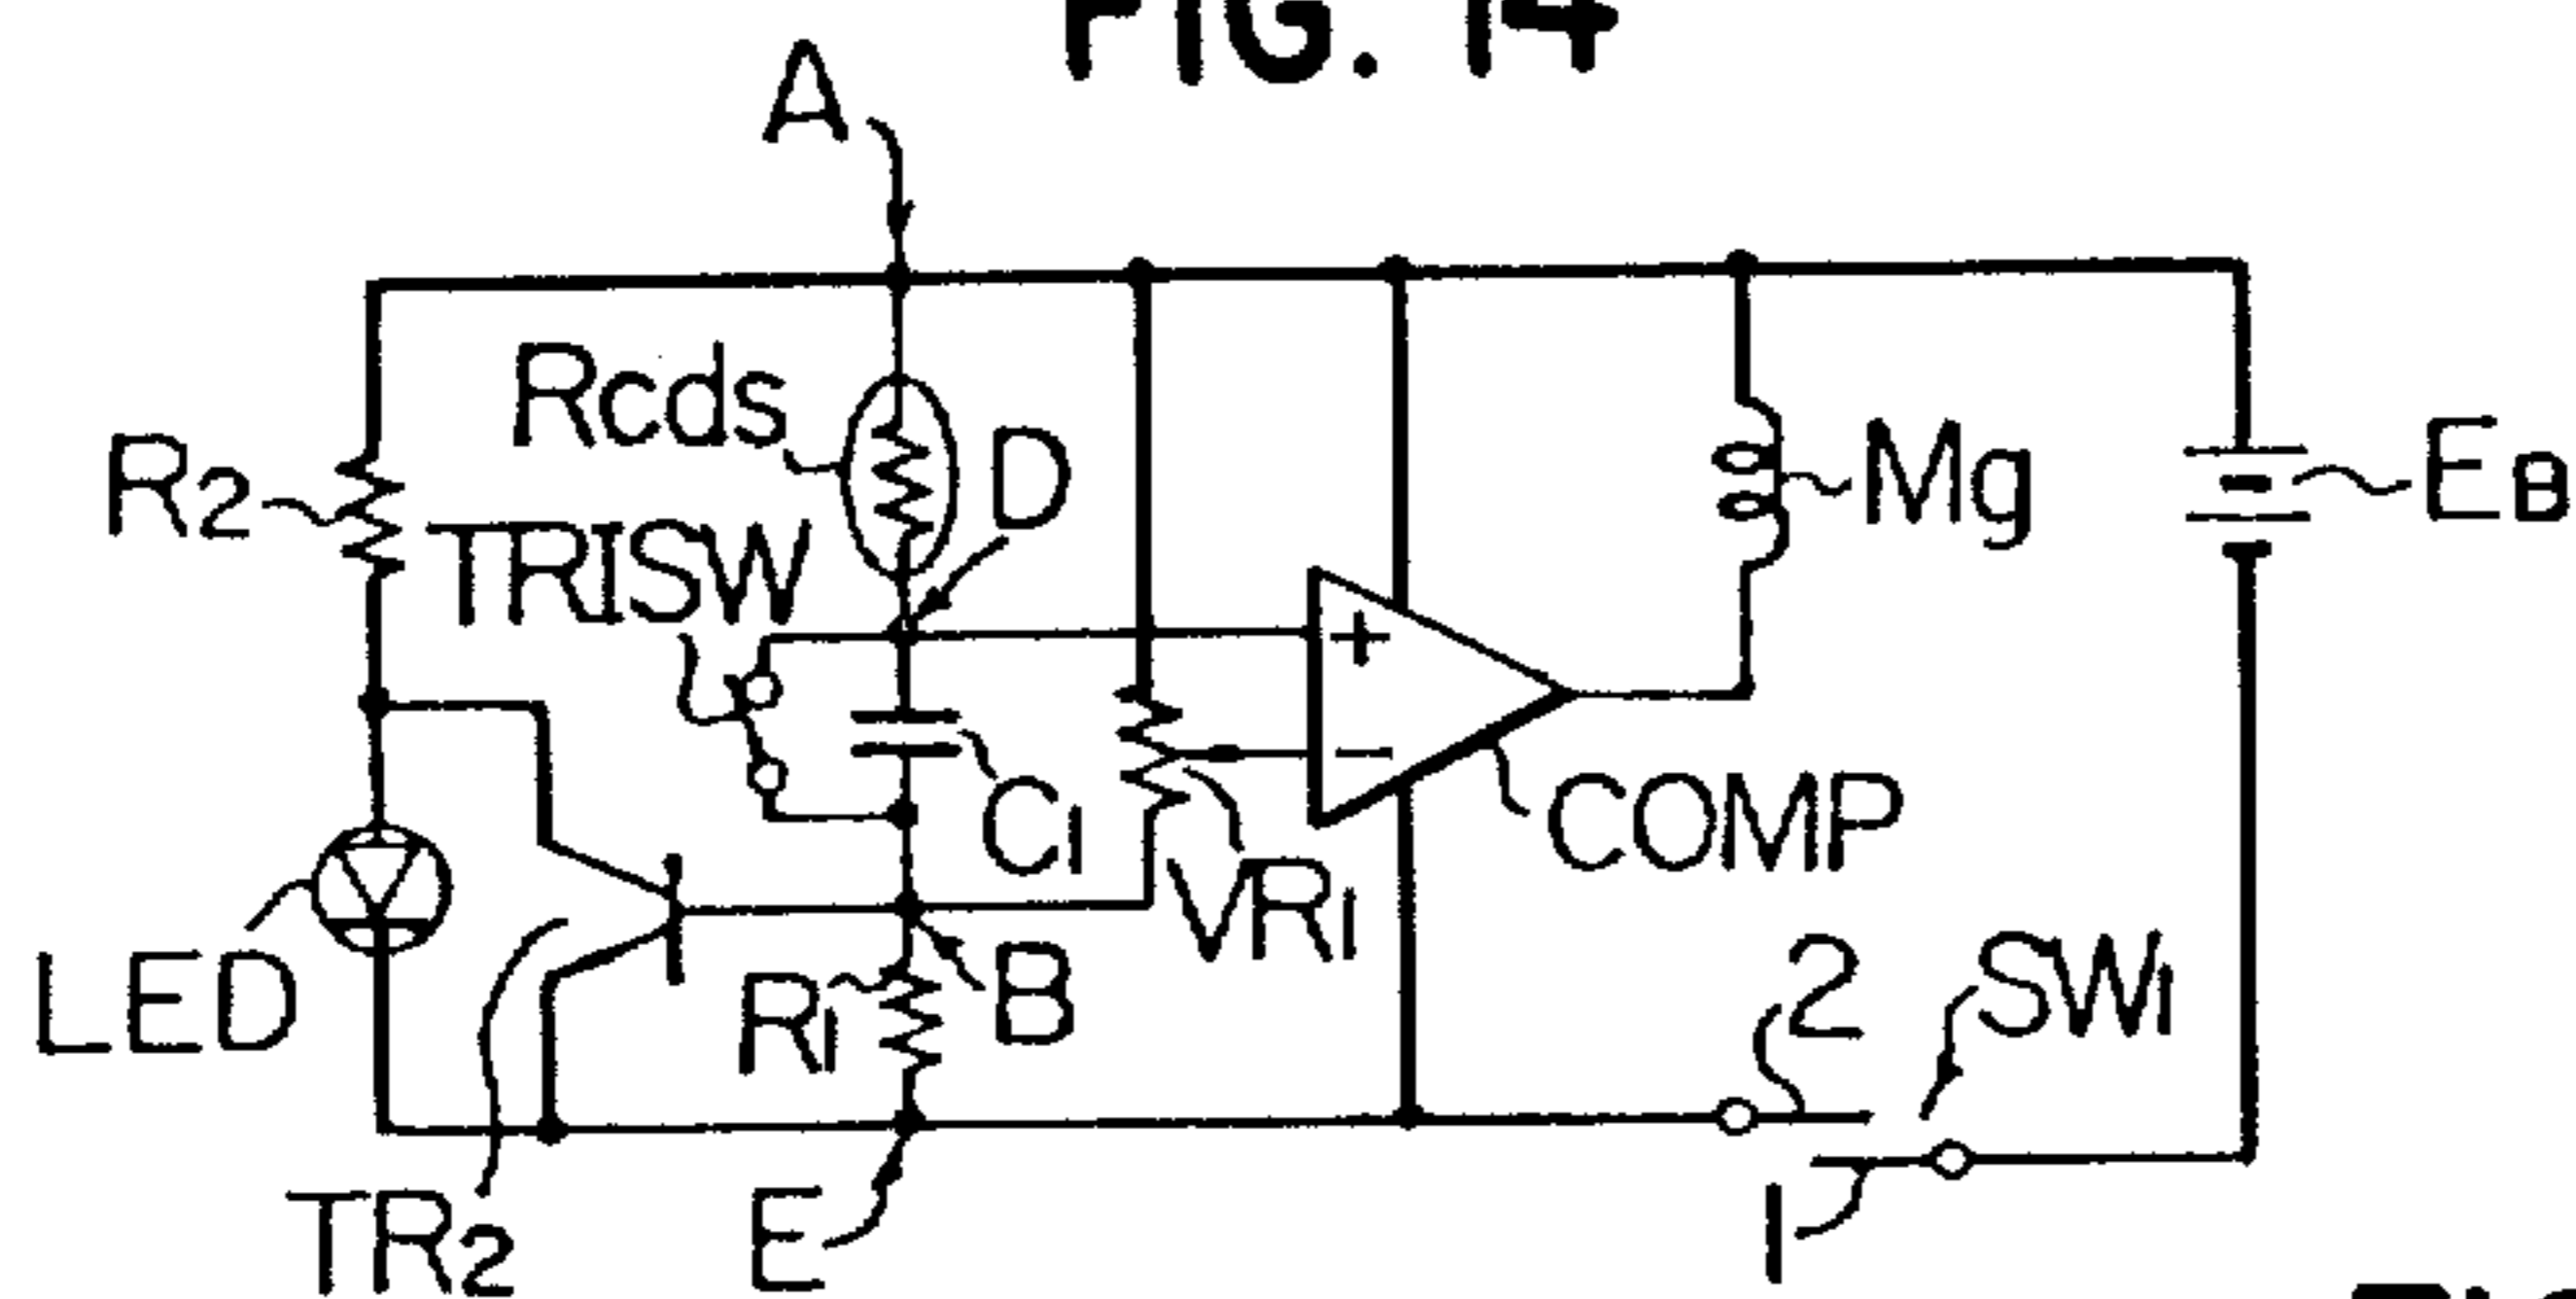 FIG. 14
A
Rcds
D
R2
TRISW
Mg
EB
+
−
C1
COMP
VR1
LED
R1
B
2
SW1
TR2
E
1